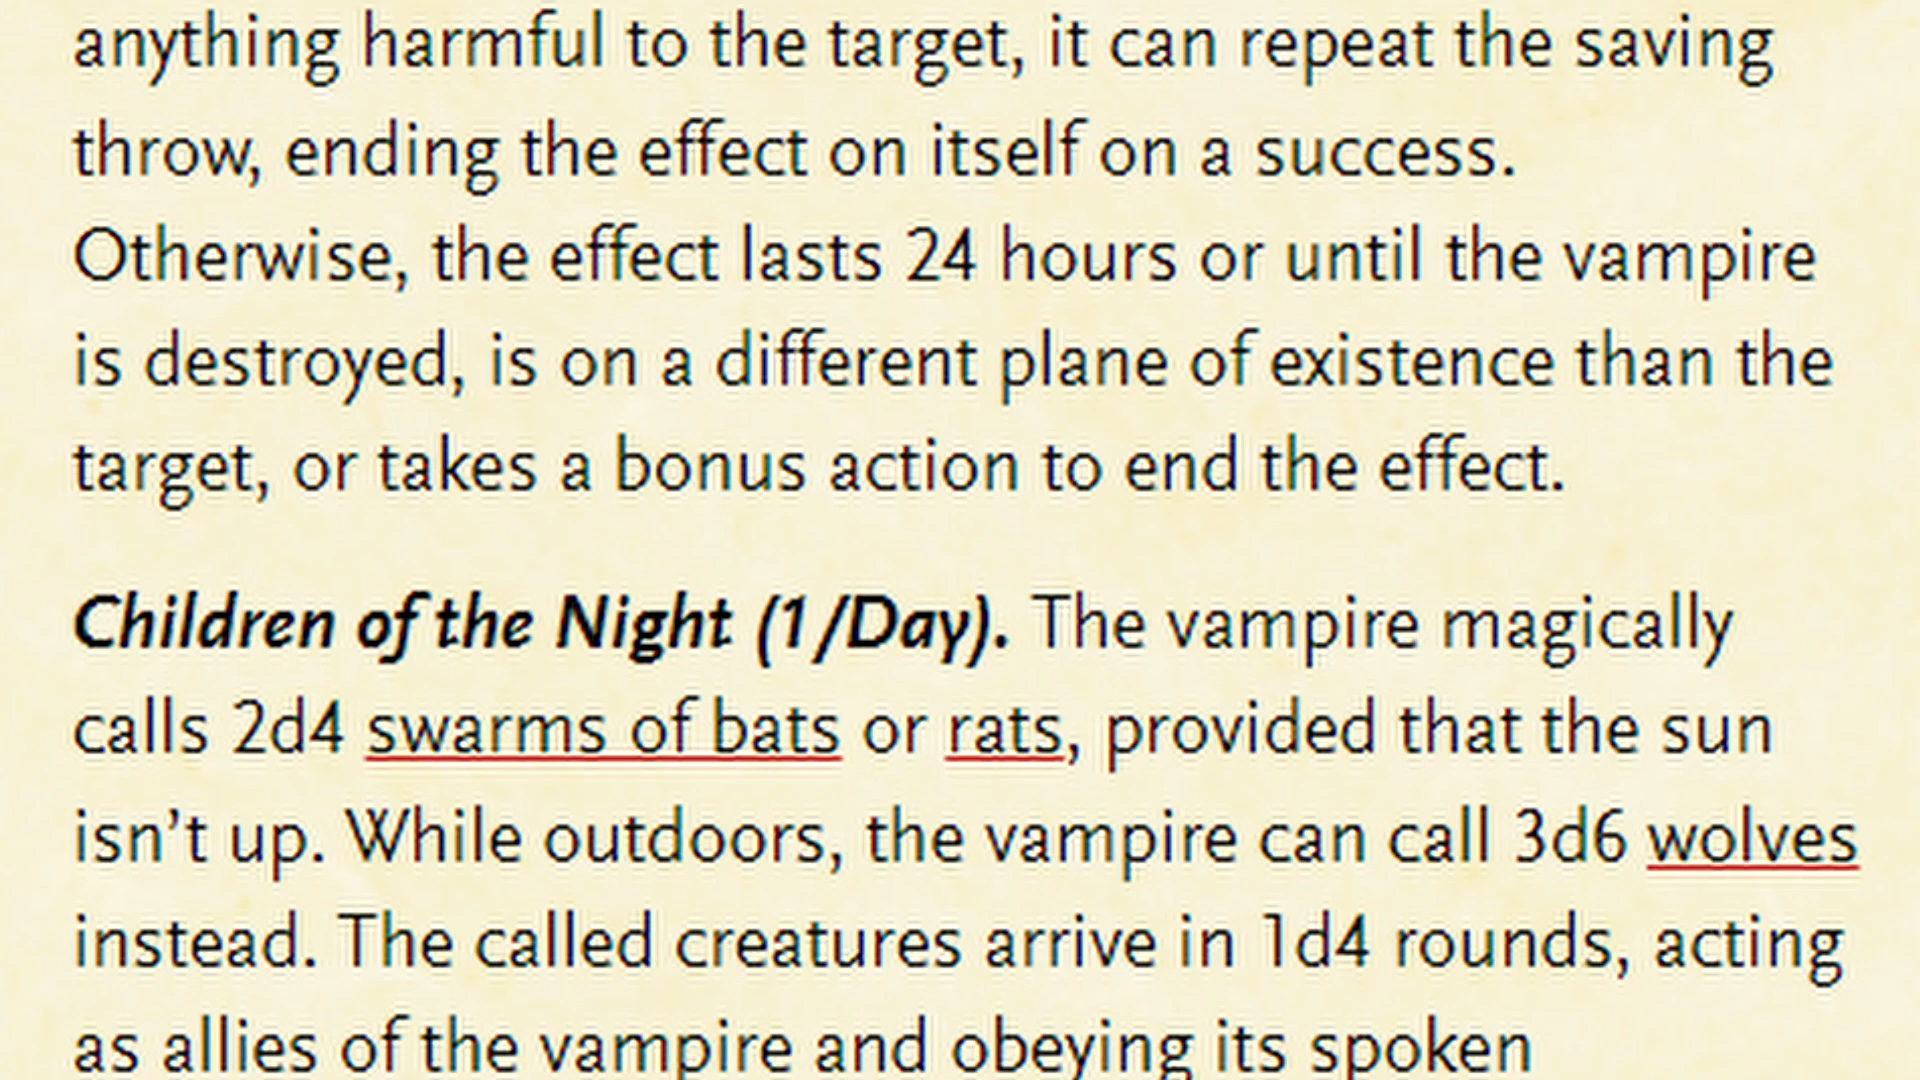 anything harmful to the target, it can repeat the saving
throw, ending the effect on itself on a success.
Otherwise, the effect lasts 24 hours or until the vampire
is destroyed, is on a different plane of existence than the
target, or takes a bonus action to end the effect.
Children of the Night (1/Day). The vampire magically
calls 2d4 swarms of bats or rats, provided that the sun
isn’t up. While outdoors, the vampire can call 3d6 wolves
instead. The called creatures arrive in 1d4 rounds, acting
as allies of the vampire and obeying its spoken